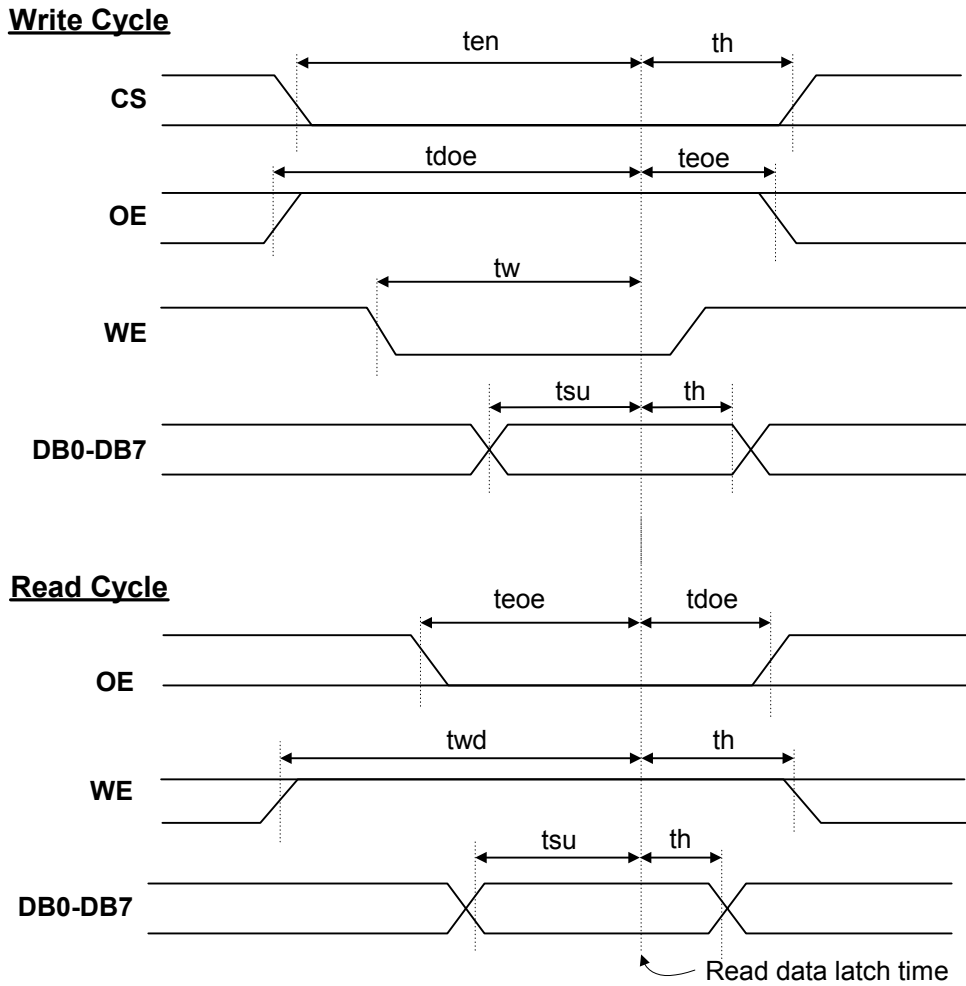 Write Cycle
ten th
CS
tdoe teoe
OE
tw
WE
tsu th
DB0-DB7
Read Cycle
teoe tdoe
OE
twd th
WE
tsu th
DB0-DB7
Read data latch time